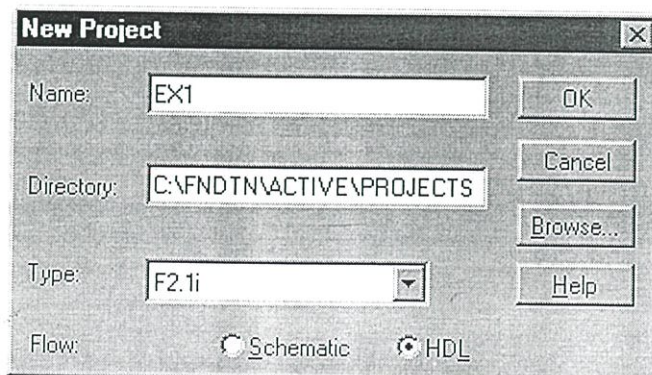 New Project
Name: EX1 OK
Cancel
Directory: C:\FNDTN\ACTIVE\PROJECTS
Browse...
Type: F2.1i Help
Flow: Schematic HDL